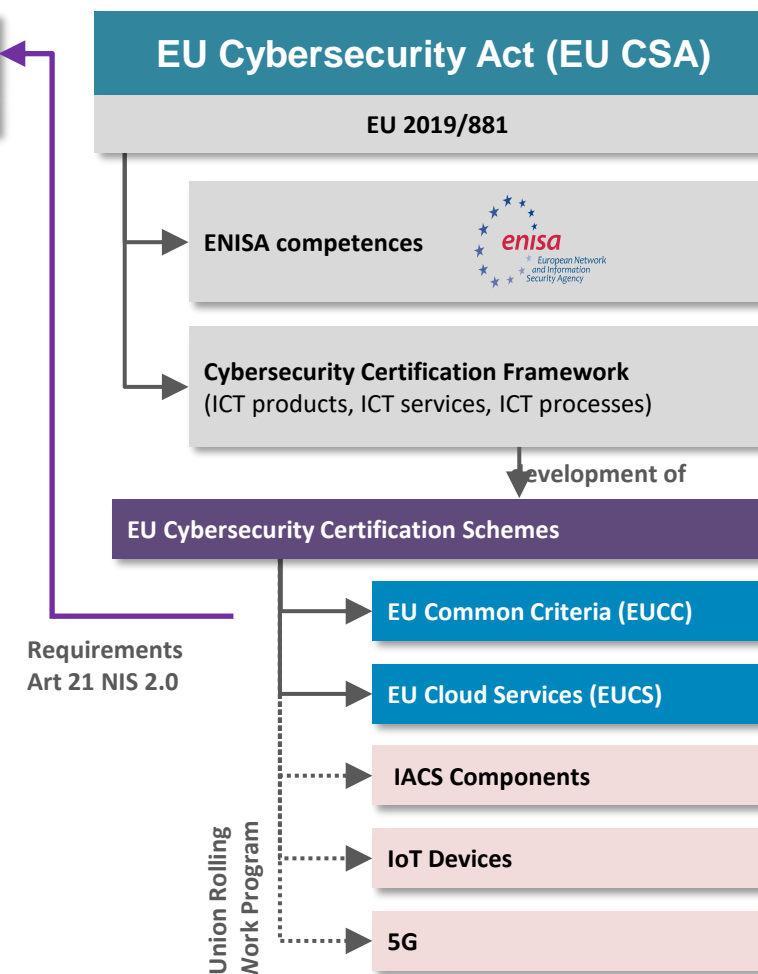 EU Cybersecurity Act (EU CSA)
EU 2019/881
ENISA competences
enisa
European Network
and Information
Security Agency
Cybersecurity Certification Framework
(ICT products, ICT services, ICT processes)
development of
EU Cybersecurity Certification Schemes
EU Common Criteria (EUCC)
Requirements
Art 21 NIS 2.0
EU Cloud Services (EUCS)
IACS Components
IoT Devices
Union Rolling
Work Program
5G